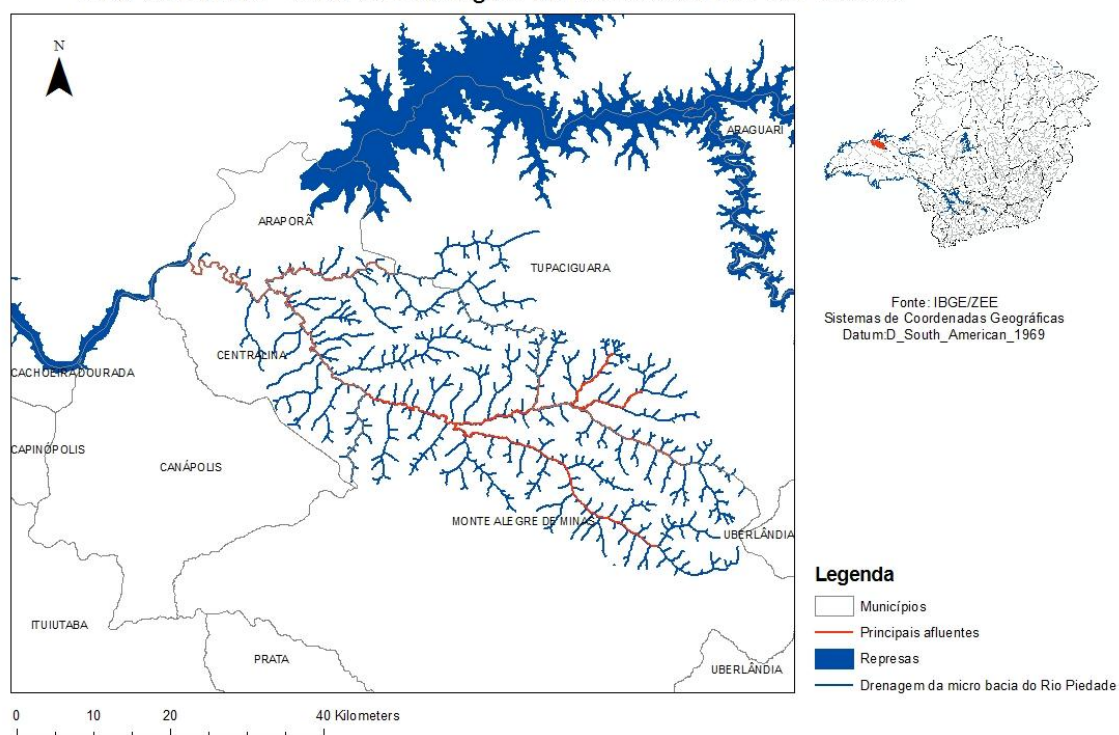 N
ARAGUARI
ARAPORÃ
TUPACIGUARA
CENTRALINA
CACHOEIRA DOURADA
CAPINÓPOLIS
CANÁPOLIS
MONTE ALEGRE DE MINAS
UBERLÂNDIA
ITUIUTABA
PRATA
UBERLÂNDIA
Fonte: IBGE/ZEE
Sistemas de Coordenadas Geográficas
Datum:D_South_American_1969
Legenda
Municípios
Principais afluentes
Represas
Drenagem da micro bacia do Rio Piedade
0 10 20 40 Kilometers